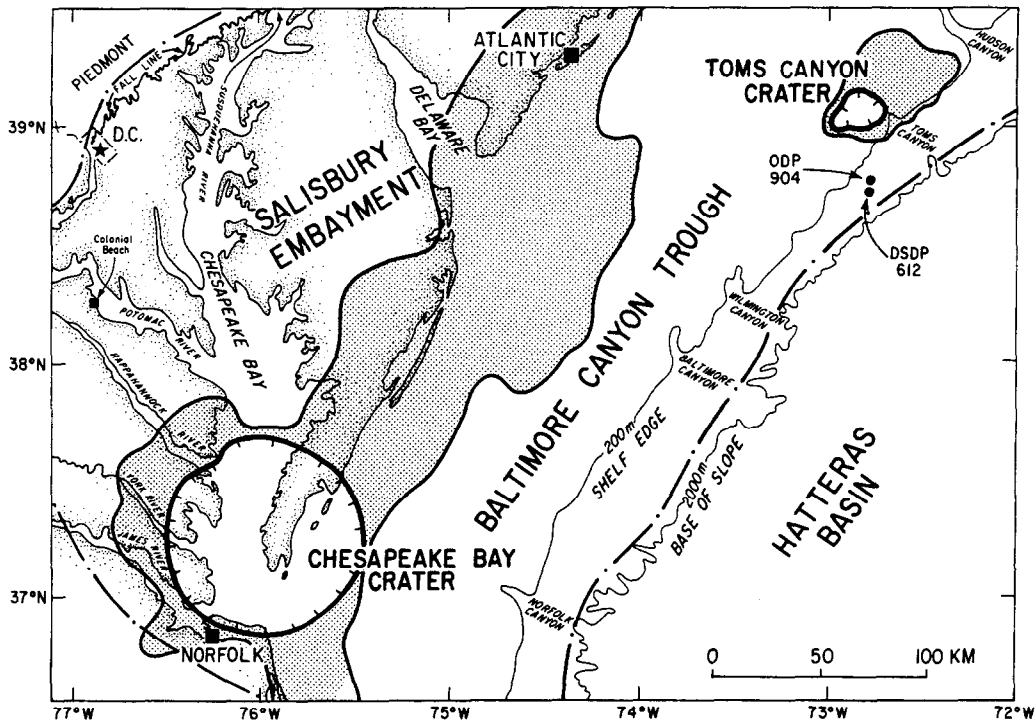 PIEDMONT
FALL LINE
D.C.
SUSQUEHANNA
RIVER
Colonial
Beach
POTOMAC
RIVER
RAPPAHANNOCK
RIVER
YORK RIVER
JAMES RIVER
CHESAPEAKE BAY
SALISBURY
EMBAYMENT
DELAWARE
BAY
ATLANTIC
CITY
TOMS CANYON
CRATER
HUDSON
CANYON
TOMS
CANYON
ODP
904
DSDP
612
BALTIMORE CANYON TROUGH
WILMINGTON
CANYON
BALTIMORE
CANYON
200m
SHELF EDGE
2000m
BASE OF SLOPE
HATTERAS
BASIN
CHESAPEAKE BAY
CRATER
NORFOLK
NORFOLK
CANYON
0 50 100 KM
39°N
38°N
37°N
39°N
38°N
37°N
77°W 76°W 75°W 74°W 73°W 72°W